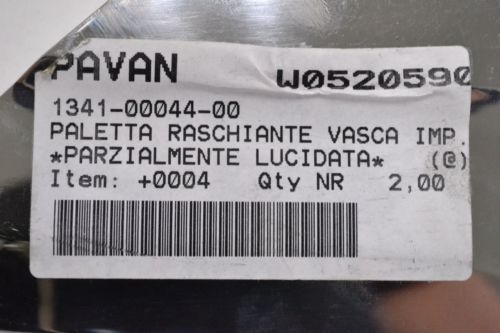 PAVAN W0520590
1341-00044-00
PALETTA RASCHIANTE VASCA IMP.
*PARZIALMENTE LUCIDATA* (@)
Item: +0004 Qty NR 2,00